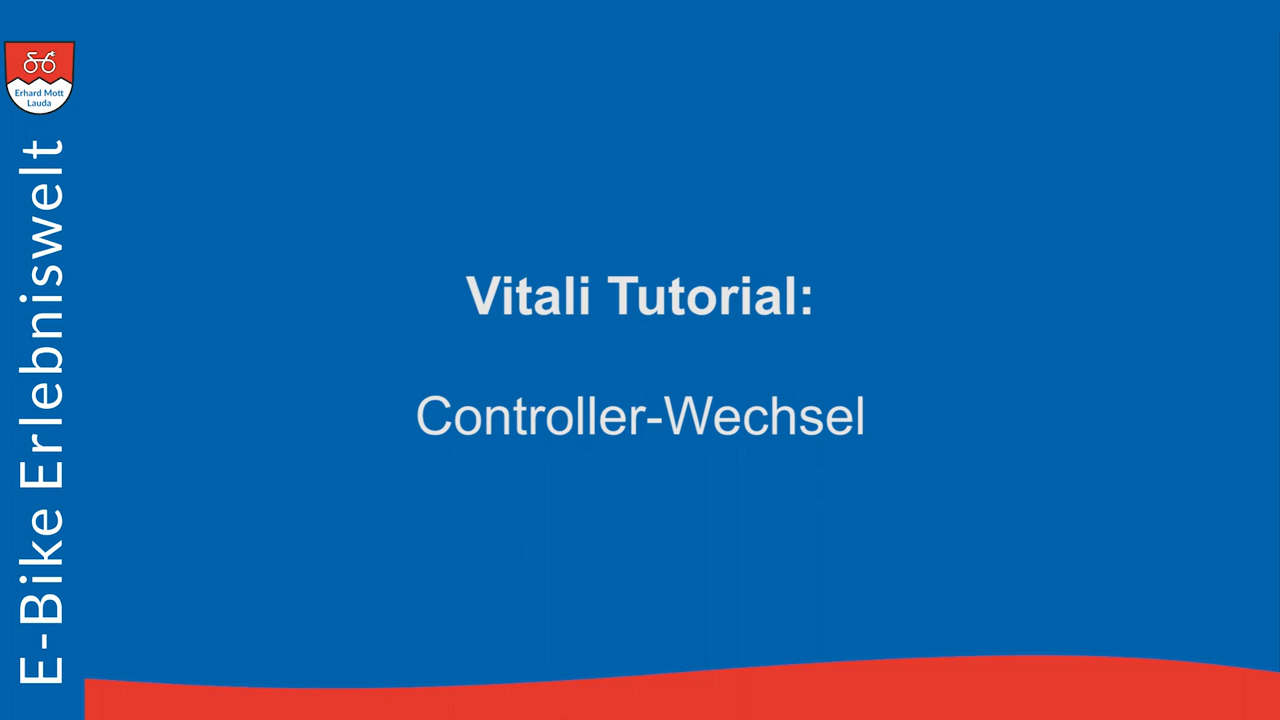 Erhard Mott
Lauda
E-Bike Erlebniswelt
Vitali Tutorial:
Controller-Wechsel